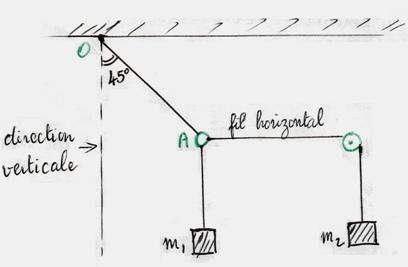 O
45°
direction
verticale
A
fil horizontal
m₁
m₂